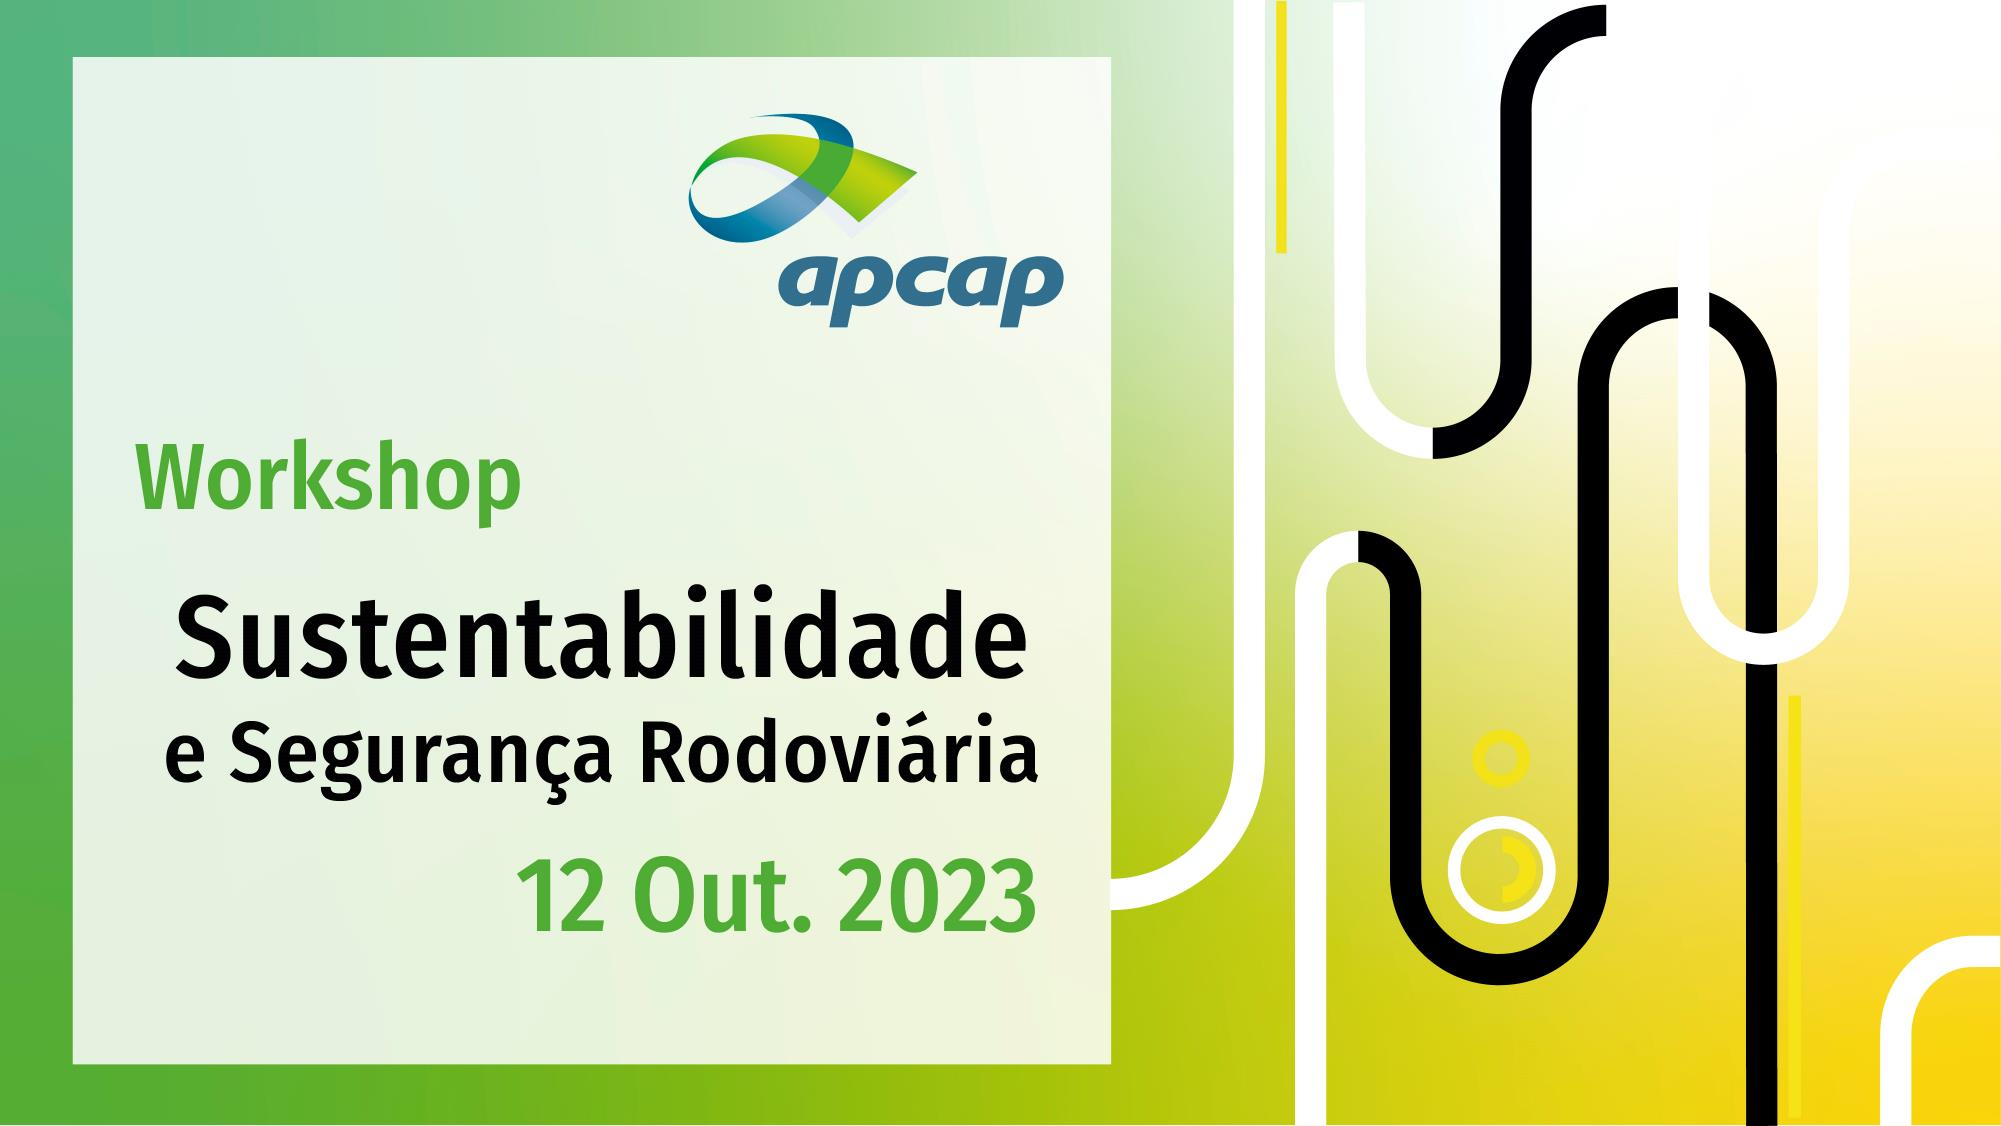 apcap
Workshop
Sustentabilidade
e Segurança Rodoviária
12 Out. 2023